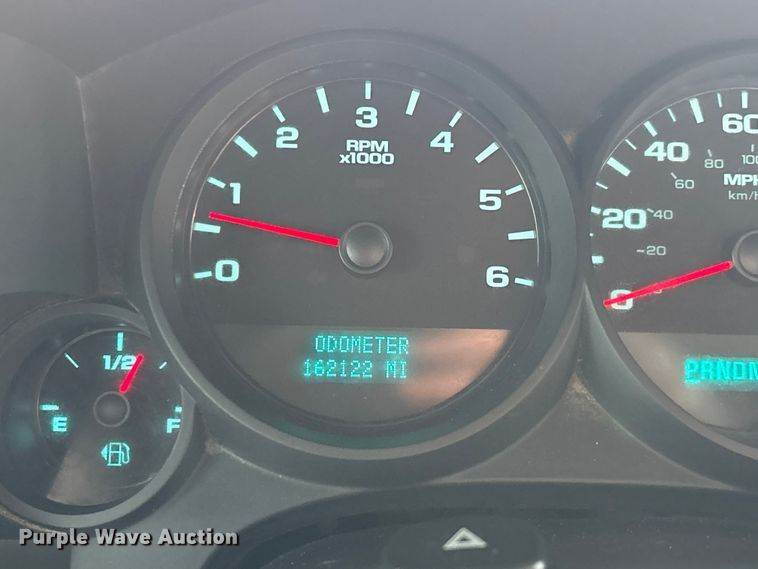 3
2
4
RPM
x1000
1
5
0
6
ODOMETER
162122 MI
1/2
E
F
60
40
80
100
60
MPH
km/h
20
40
20
0
PRNDM
Purple Wave Auction®